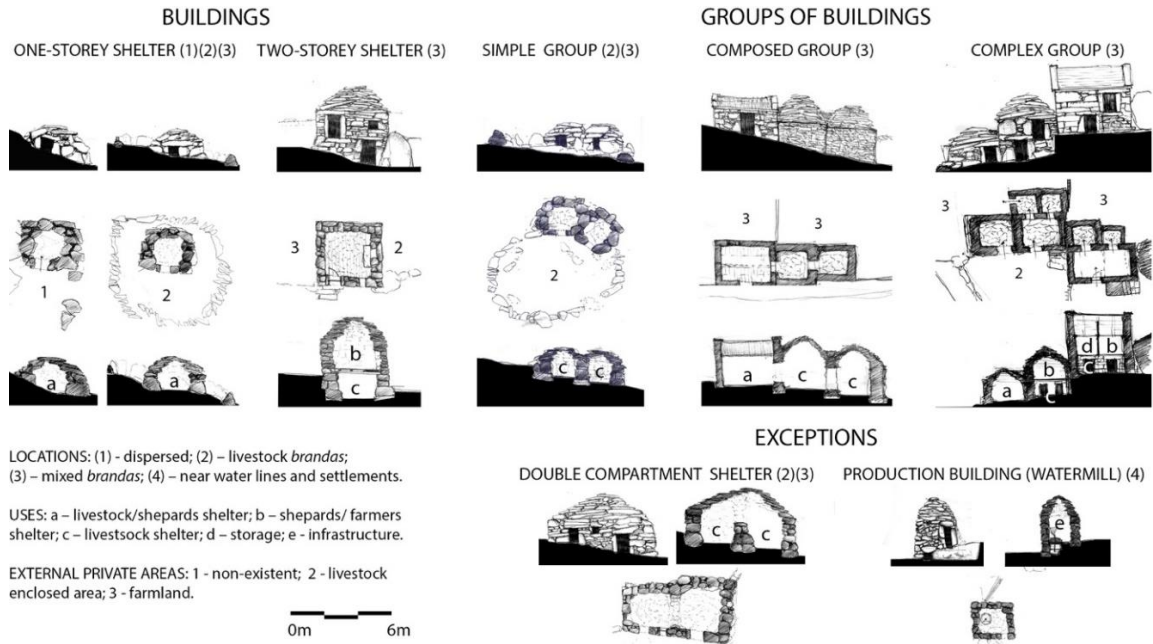 BUILDINGS
GROUPS OF BUILDINGS
ONE-STOREY SHELTER (1)(2)(3)
TWO-STOREY SHELTER (3)
SIMPLE GROUP (2)(3)
COMPOSED GROUP (3)
COMPLEX GROUP (3)
1
2
3
2
2
3
3
3
3
2
a
a
b
c
c
c
a
c
c
a
b
c
d
b
c
LOCATIONS: (1) - dispersed; (2) – livestock brandas;
(3) – mixed brandas; (4) – near water lines and settlements.
USES: a – livestock/shepards shelter; b – shepards/ farmers
shelter; c – livestsock shelter; d – storage; e - infrastructure.
EXTERNAL PRIVATE AREAS: 1 - non-existent; 2 - livestock
enclosed area; 3 - farmland.
0m
6m
EXCEPTIONS
DOUBLE COMPARTMENT SHELTER (2)(3)
PRODUCTION BUILDING (WATERMILL) (4)
c
c
e